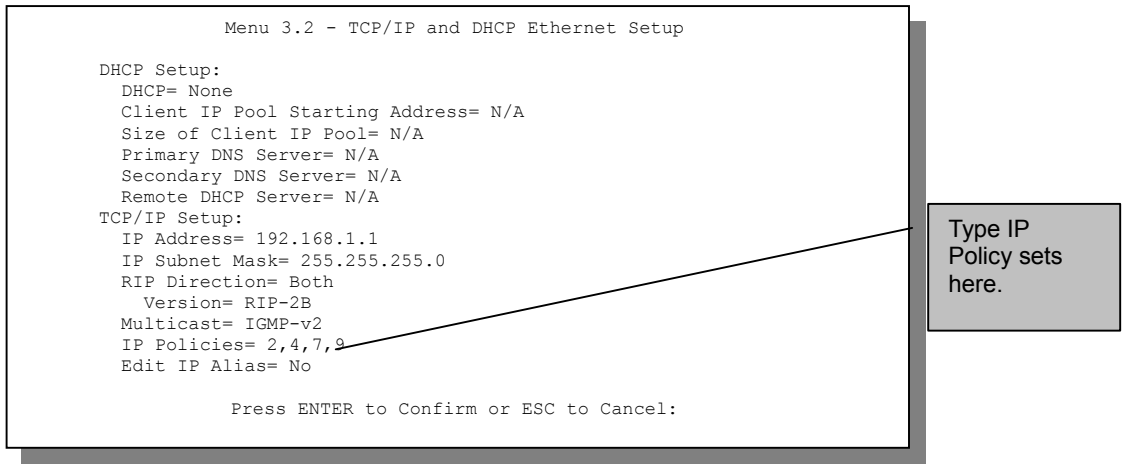 Menu 3.2 - TCP/IP and DHCP Ethernet Setup
DHCP Setup:
DHCP= None
Client IP Pool Starting Address= N/A
Size of Client IP Pool= N/A
Primary DNS Server= N/A
Secondary DNS Server= N/A
Remote DHCP Server= N/A
TCP/IP Setup:
IP Address= 192.168.1.1
IP Subnet Mask= 255.255.255.0
RIP Direction= Both
Version= RIP-2B
Multicast= IGMP-v2
IP Policies= 2,4,7,9
Edit IP Alias= No
Press ENTER to Confirm or ESC to Cancel:
Type IP
Policy sets
here.